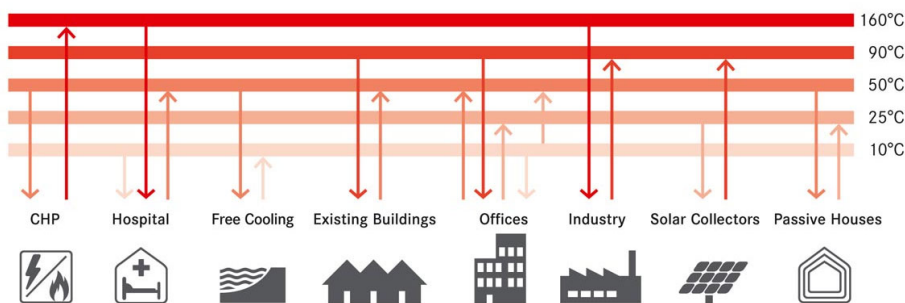 160°C
90°C
50°C
25°C
10°C
CHP
Hospital
Free Cooling
Existing Buildings
Offices
Industry
Solar Collectors
Passive Houses